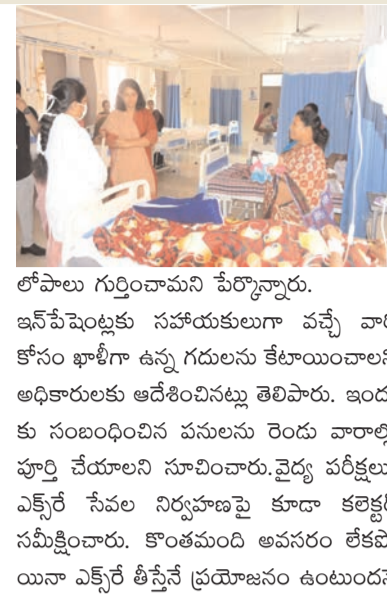 లోపాలు గుర్తించామని పేర్కొన్నారు.
ఇన్‌పేషెంట్లకు సహాయకులుగా వచ్చే వారి
కోసం ఖాళీగా ఉన్న గదులను కేటాయించాలని
అధికారులకు ఆదేశించినట్లు తెలిపారు. ఇందు
కు సంబంధించిన పనులను రెండు వారాల్లో
పూర్తి చేయాలని సూచించారు.వైద్య పరీక్షలు,
ఎక్స్‌రే సేవల నిర్వహణపై కూడా కలెక్టర్
సమీక్షించారు. కొంతమంది అవసరం లేకపో
యినా ఎక్స్‌రే తీస్తేనే ప్రయోజనం ఉంటుందనే